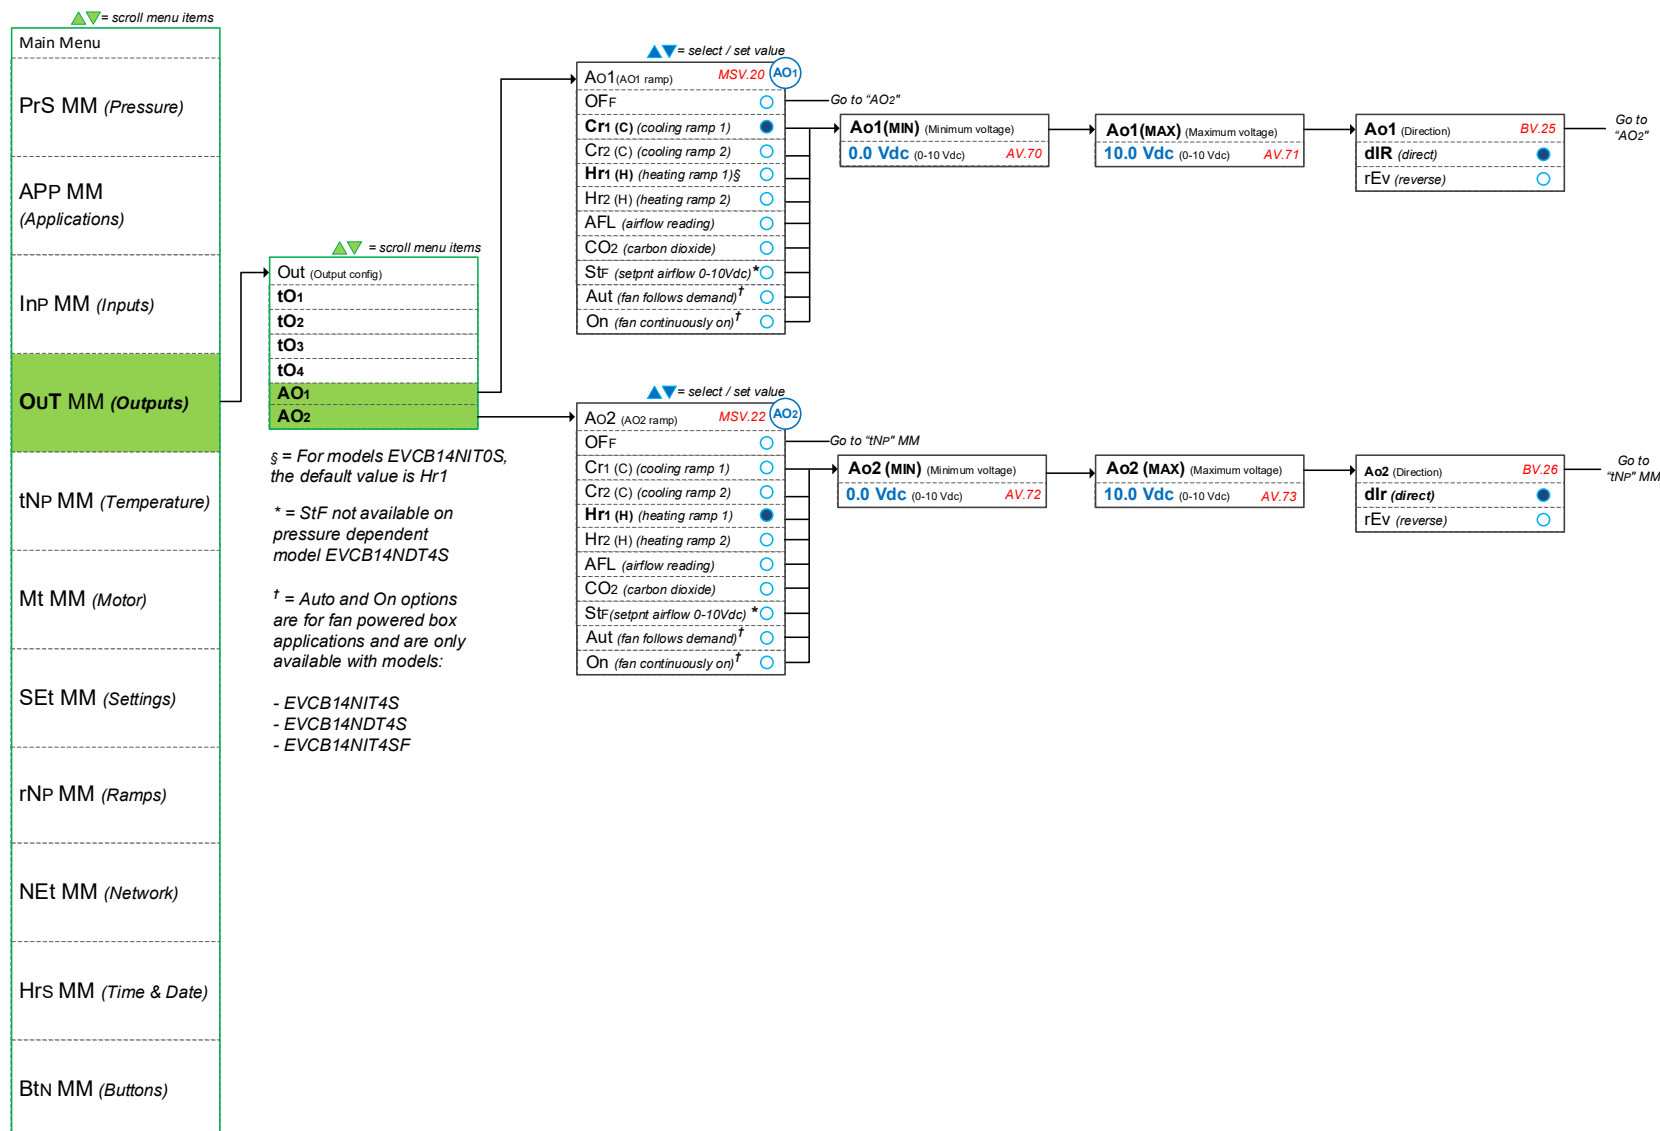 = scroll menu items
Main Menu
PrS MM (Pressure)
APP MM
(Applications)
InP MM (Inputs)
OUT MM (Outputs)
tNP MM (Temperature)
Mt MM (Motor)
SEt MM (Settings)
rNP MM (Ramps)
NEt MM (Network)
HrS MM (Time & Date)
BtN MM (Buttons)
= scroll menu items
Out (Output config)
tO1
tO2
tO3
tO4
AO1
AO2
§ = For models EVCB14NIT0S,
the default value is Hr1
* = StF not available on
pressure dependent
model EVCB14NDT4S
† = Auto and On options
are for fan powered box
applications and are only
available with models:
- EVCB14NIT4S
- EVCB14NDT4S
- EVCB14NIT4SF
= select / set value
AO1 (AO1 ramp) MSV.20 AO1
OFF
Cr1 (C) (cooling ramp 1)
Cr2 (C) (cooling ramp 2)
Hr1 (H) (heating ramp 1)§
Hr2 (H) (heating ramp 2)
AFL (airflow reading)
CO2 (carbon dioxide)
StF (setpnt airflow 0-10Vdc) *
Aut (fan follows demand)†
On (fan continuously on)†
Go to "AO2"
Ao1(MIN) (Minimum voltage)
0.0 Vdc (0-10 Vdc) AV.70
Ao1(MAX) (Maximum voltage)
10.0 Vdc (0-10 Vdc) AV.71
Ao1 (Direction) BV.25
dIR (direct)
rEv (reverse)
Go to
"AO2"
= select / set value
AO2 (AO2 ramp) MSV.22 AO2
OFF
Cr1 (C) (cooling ramp 1)
Cr2 (C) (cooling ramp 2)
Hr1 (H) (heating ramp 1)
Hr2 (H) (heating ramp 2)
AFL (airflow reading)
CO2 (carbon dioxide)
StF(setpnt airflow 0-10Vdc) *
Aut (fan follows demand)†
On (fan continuously on)†
Go to "tNP" MM
Ao2 (MIN) (Minimum voltage)
0.0 Vdc (0-10 Vdc) AV.72
Ao2 (MAX) (Maximum voltage)
10.0 Vdc (0-10 Vdc) AV.73
Ao2 (Direction) BV.26
dIr (direct)
rEv (reverse)
Go to
"tNP" MM